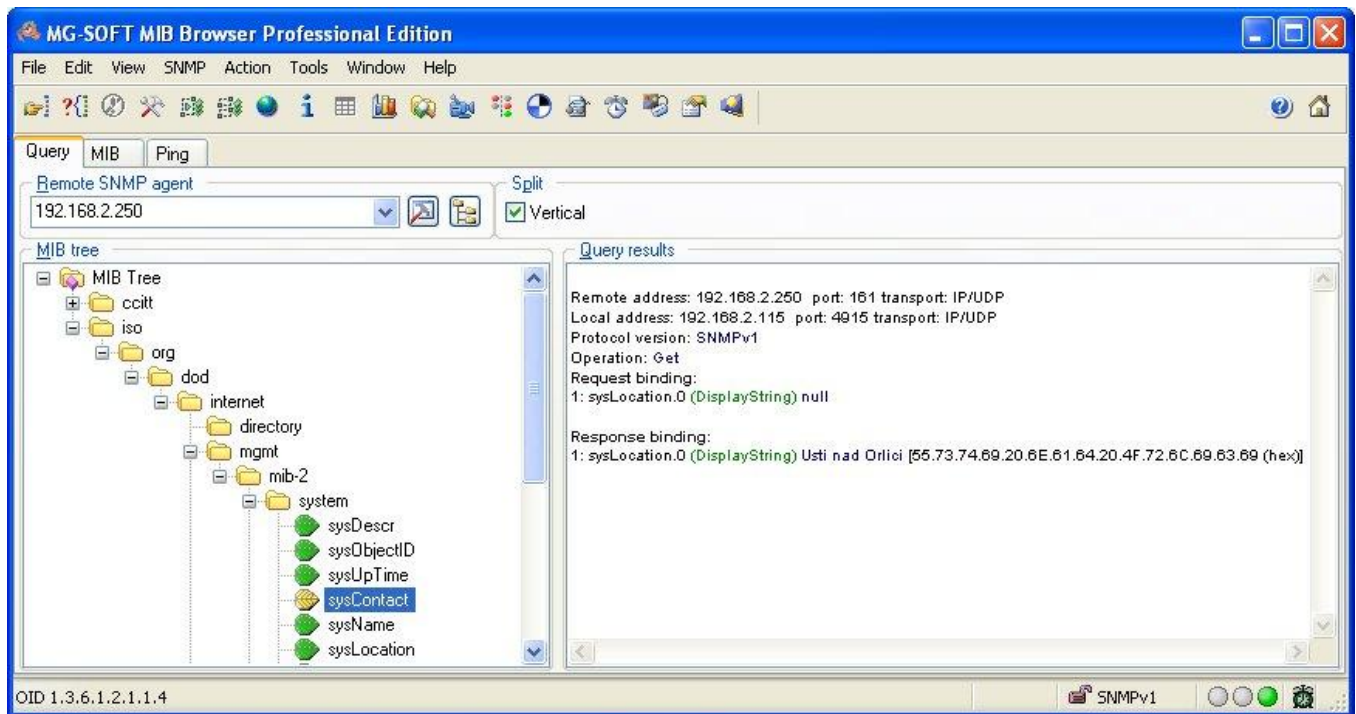 MG-SOFT MIB Browser Professional Edition
File Edit View SNMP Action Tools Window Help
Query MIB Ping
Remote SNMP agent
192.168.2.250
Split
Vertical
MIB tree
MIB Tree
ccitt
iso
org
dod
internet
directory
mgmt
mib-2
system
sysDescr
sysObjectID
sysUpTime
sysContact
sysName
sysLocation
Query results
Remote address: 192.168.2.250 port: 161 transport: IP/UDP
Local address: 192.168.2.115 port: 4915 transport: IP/UDP
Protocol version: SNMPv1
Operation: Get
Request binding:
1: sysLocation.0 (DisplayString) null
Response binding:
1: sysLocation.0 (DisplayString) Usti nad Orlici [55.73.74.69.20.6E.61.64.20.4F.72.6C.69.63.69 (hex)]
OID 1.3.6.1.2.1.1.4
SNMPv1